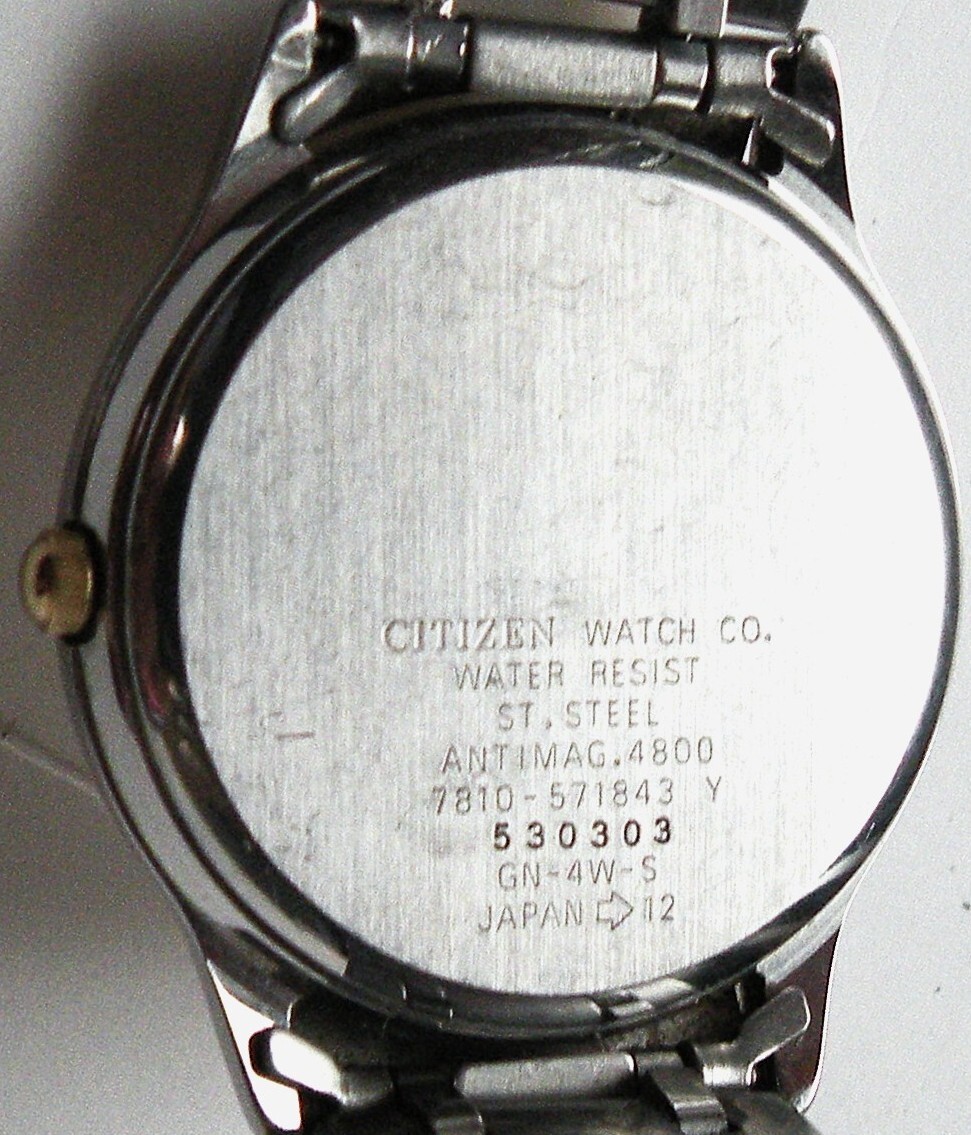 CITIZEN WATCH CO.
WATER RESIST
ST. STEEL
ANTIMAG. 4800
7810-571843 Y
530303
GN-4W-S
JAPAN ⇨ 12